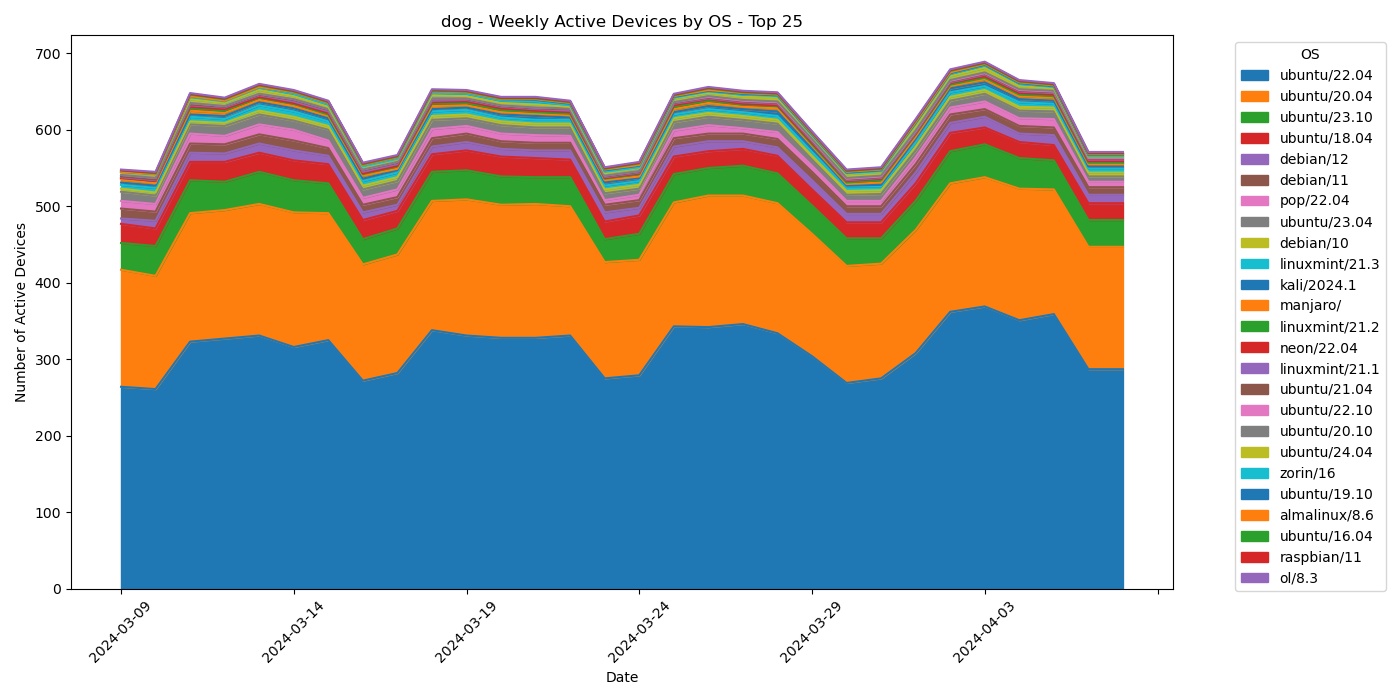 dog - Weekly Active Devices by OS - Top 25
700
600
500
400
300
200
100
0
Number of Active Devices
2024-03-09
2024-03-14
2024-03-19
2024-03-24
2024-03-29
2024-04-03
Date
OS
ubuntu/22.04
ubuntu/20.04
ubuntu/23.10
ubuntu/18.04
debian/12
debian/11
pop/22.04
ubuntu/23.04
debian/10
linuxmint/21.3
kali/2024.1
manjaro/
linuxmint/21.2
neon/22.04
linuxmint/21.1
ubuntu/21.04
ubuntu/22.10
ubuntu/20.10
ubuntu/24.04
zorin/16
ubuntu/19.10
almalinux/8.6
ubuntu/16.04
raspbian/11
ol/8.3